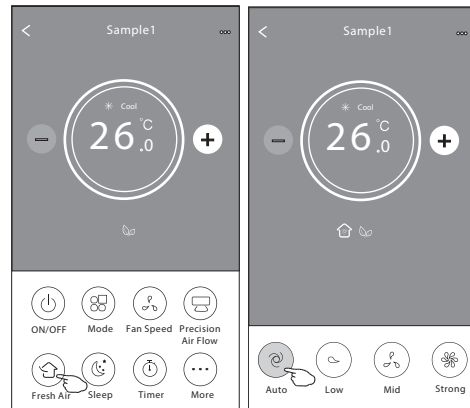 Sample1
Cool
26.0 °C
ON/OFF
Mode
Fan Speed
Precision
Air Flow
Fresh Air
Sleep
Timer
More
Sample1
Cool
26.0 °C
Auto
Low
Mid
Strong